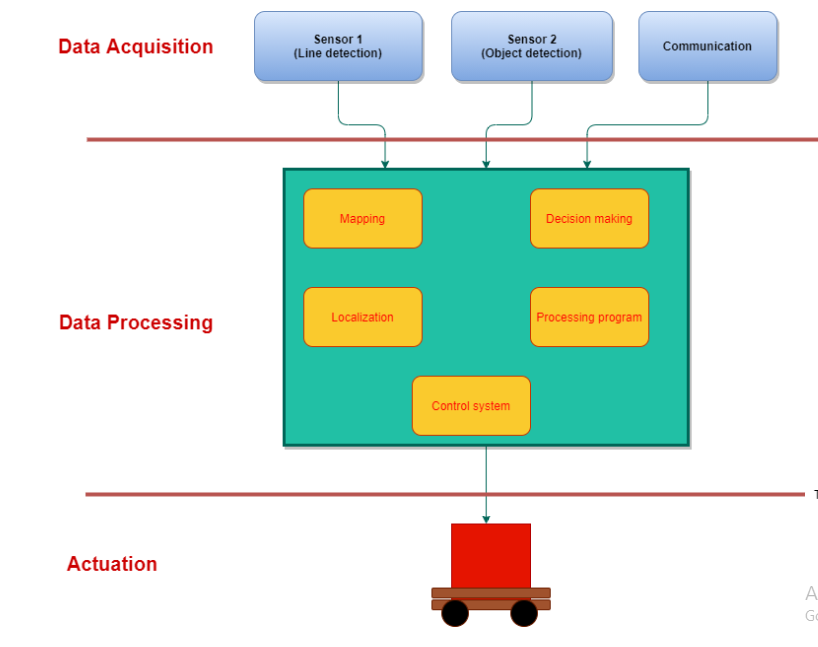 Data Acquisition
Sensor 1
(Line detection)
Sensor 2
(Object detection)
Communication
Mapping
Decision making
Data Processing
Localization
Processing program
Control system
T
Actuation
A
Go